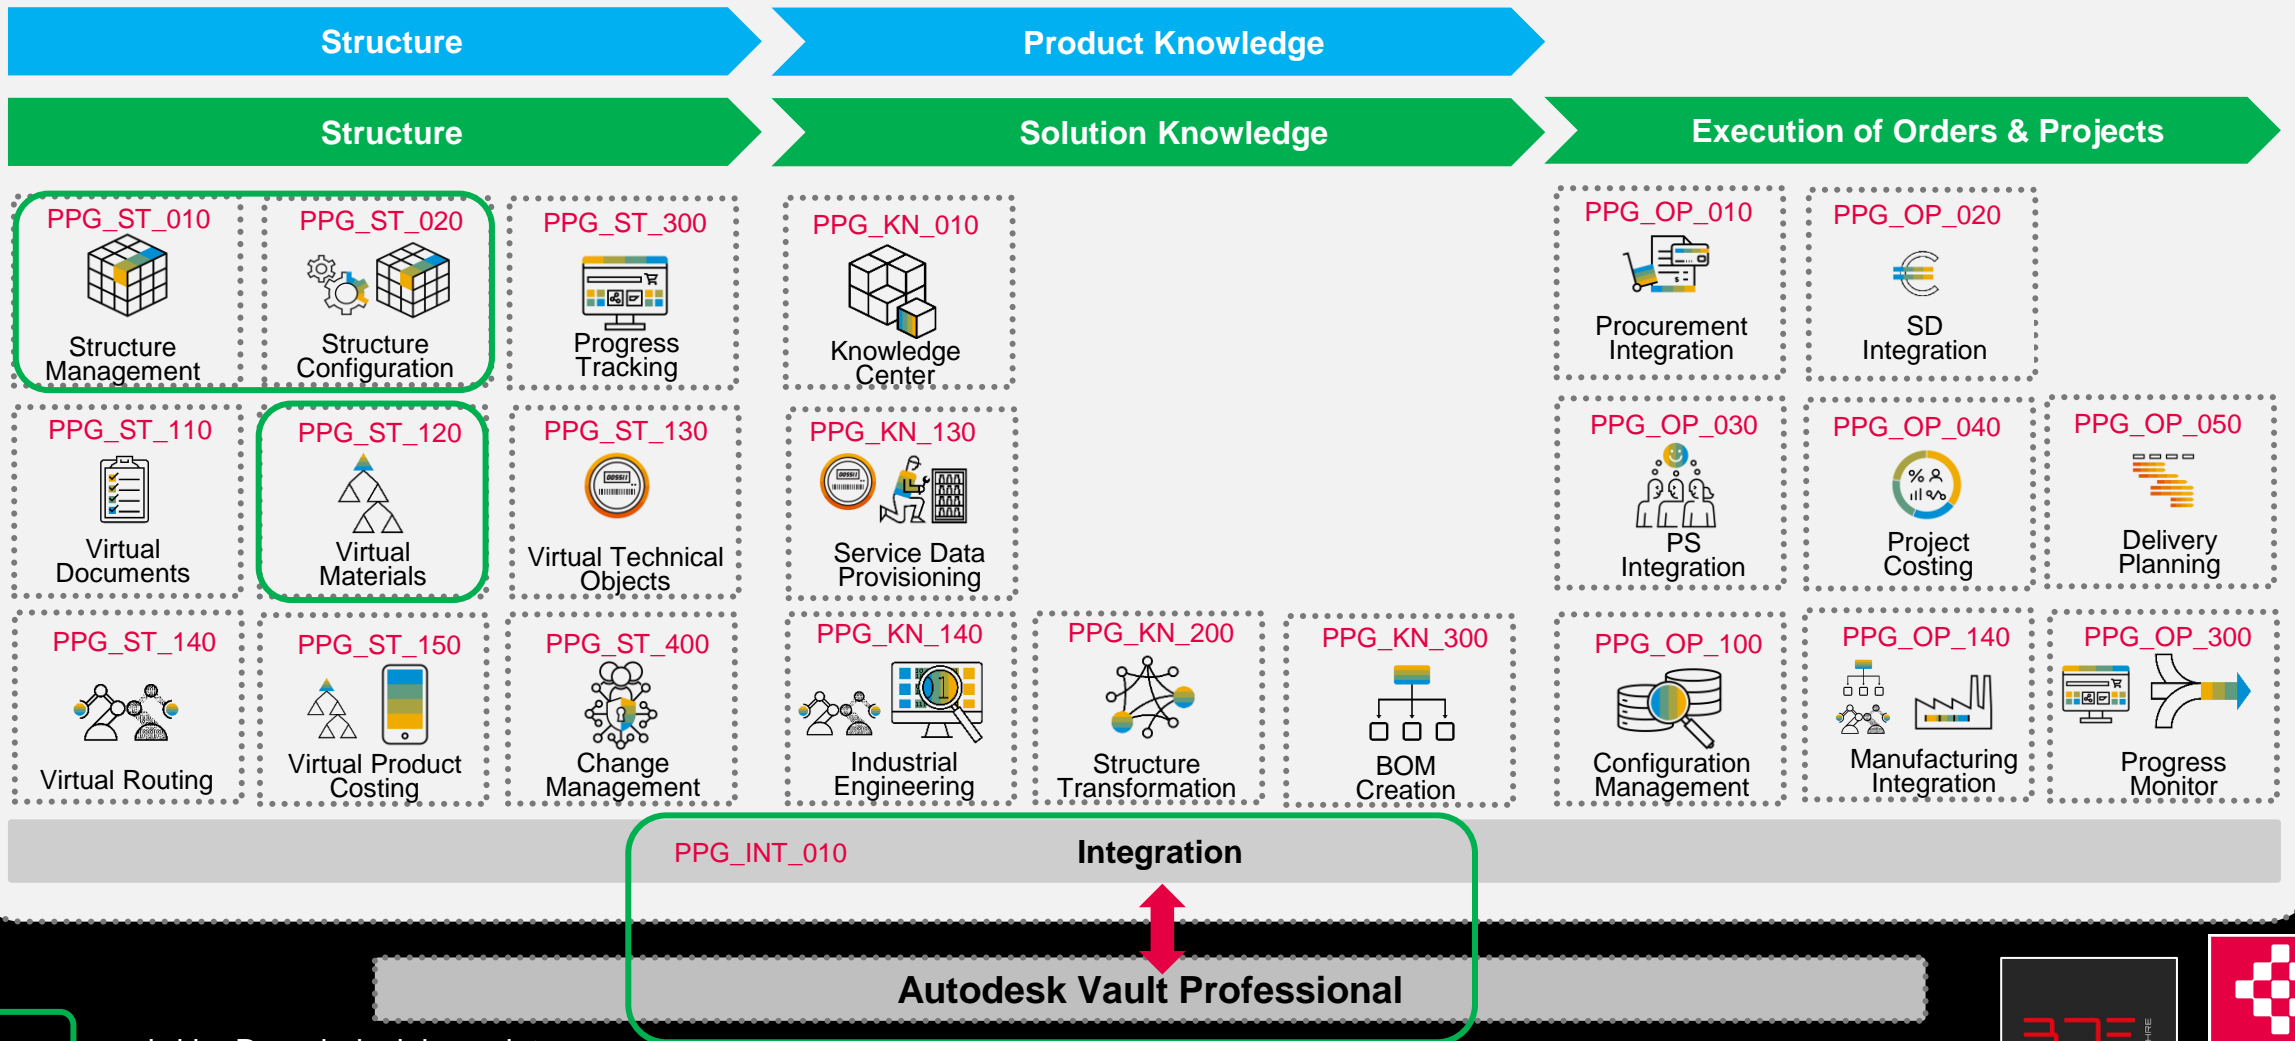 Structure
Product Knowledge
Structure
Solution Knowledge
Execution of Orders & Projects
PPG_ST_010
Structure
Management
PPG_ST_020
Structure
Configuration
PPG_ST_300
Progress
Tracking
PPG_KN_010
Knowledge
Center
PPG_OP_010
Procurement
Integration
PPG_OP_020
SD
Integration
PPG_ST_110
Virtual
Documents
PPG_ST_120
Virtual
Materials
PPG_ST_130
Virtual Technical
Objects
PPG_KN_130
Service Data
Provisioning
PPG_OP_030
PS
Integration
PPG_OP_040
Project
Costing
PPG_OP_050
Delivery
Planning
PPG_ST_140
Virtual Routing
PPG_ST_150
Virtual Product
Costing
PPG_ST_400
Change
Management
PPG_KN_140
Industrial
Engineering
PPG_KN_200
Structure
Transformation
PPG_KN_300
BOM
Creation
PPG_OP_100
Configuration
Management
PPG_OP_140
Manufacturing
Integration
PPG_OP_300
Progress
Monitor
PPG_INT_010
Integration
Autodesk Vault Professional